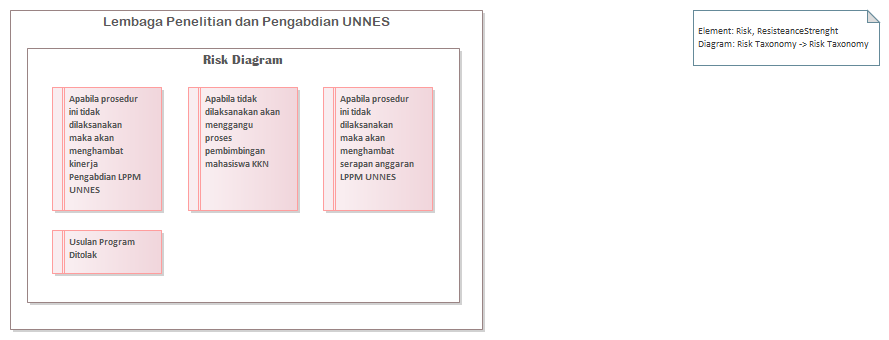 Lembaga Penelitian dan Pengabdian UNNES
Risk Diagram
Apabila prosedur
ini tidak
dilaksanakan
maka akan
menghambat
kinerja
Pengabdian LPPM
UNNES
Apabila tidak
dilaksanakan akan
menggangu
proses
pembimbingan
mahasiswa KKN
Apabila prosedur
ini tidak
dilaksanakan
maka akan
menghambat
serapan anggaran
LPPM UNNES
Usulan Program
Ditolak
Element: Risk, ResisteanceStrenght
Diagram: Risk Taxonomy -> Risk Taxonomy